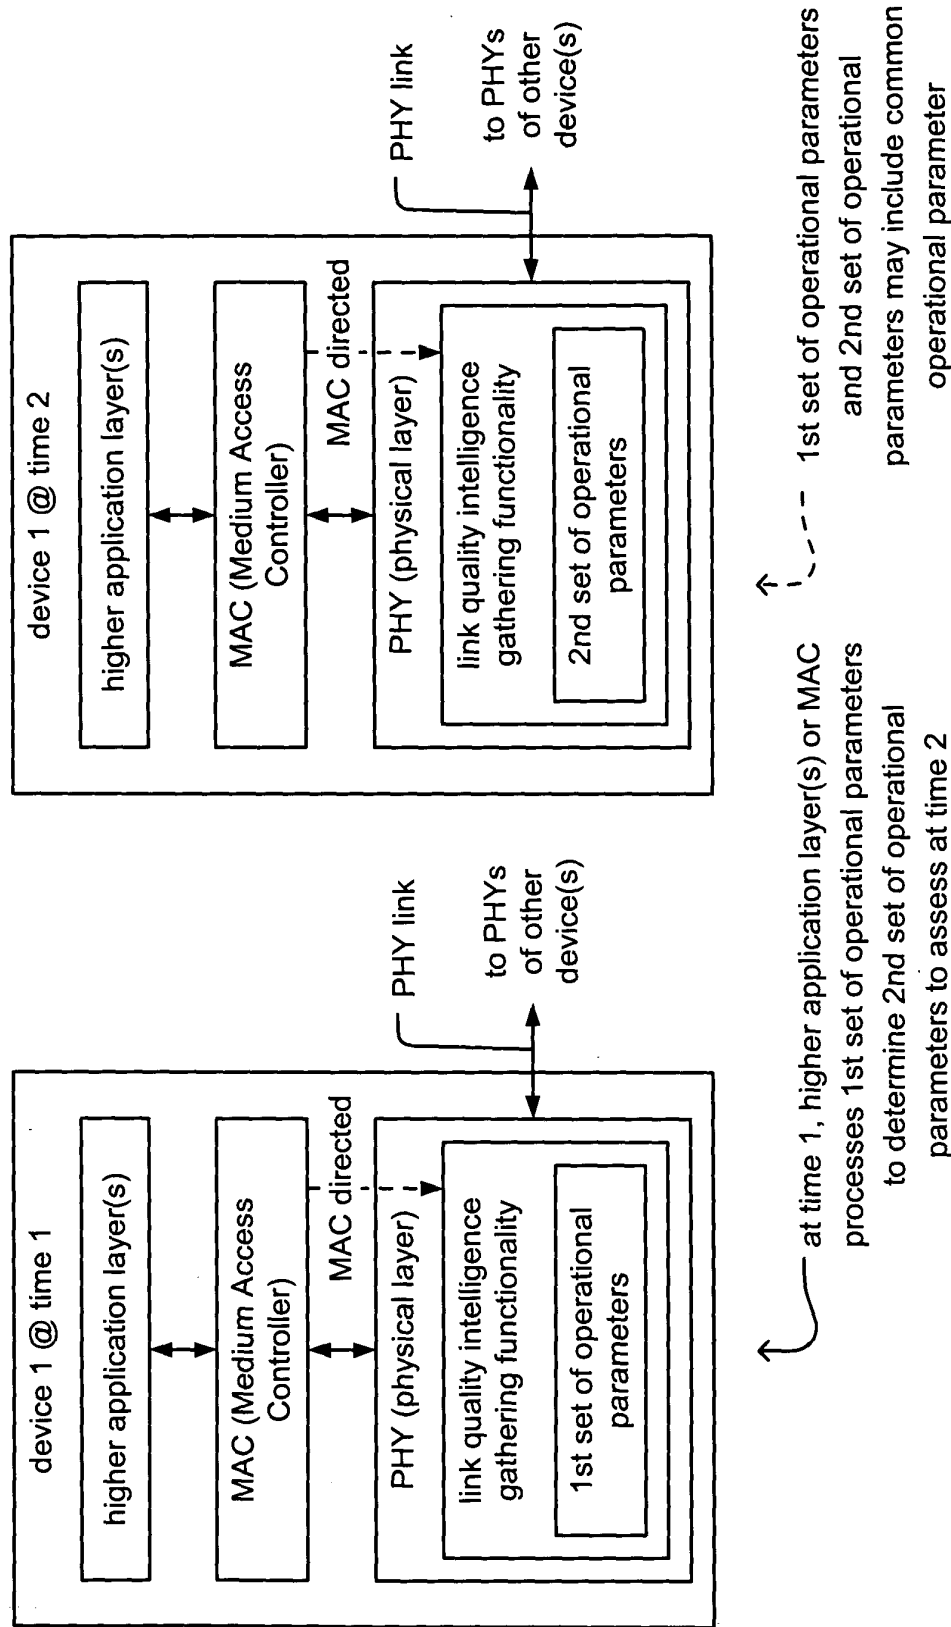 device 1 @ time 1
higher application layer(s)
MAC (Medium Access
Controller)
MAC directed
PHY (physical layer)
link quality intelligence
gathering functionality
1st set of operational
parameters
PHY link
to PHYs
of other
device(s)
at time 1, higher application layer(s) or MAC
processes 1st set of operational parameters
to determine 2nd set of operational
parameters to assess at time 2
device 1 @ time 2
higher application layer(s)
MAC (Medium Access
Controller)
MAC directed
PHY (physical layer)
link quality intelligence
gathering functionality
2nd set of operational
parameters
PHY link
to PHYs
of other
device(s)
1st set of operational parameters
and 2nd set of operational
parameters may include common
operational parameter